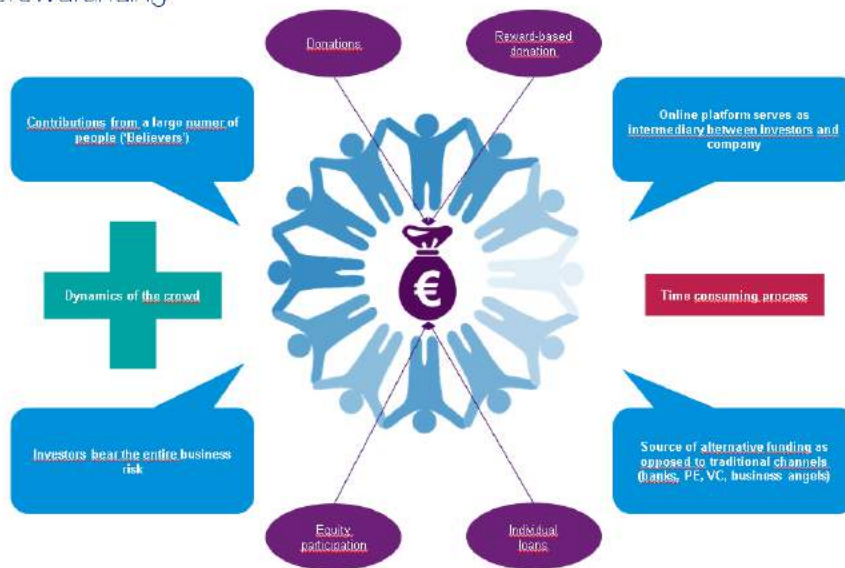 Donations
Reward-based
donation
Contributions from a large numer of
people ('Believers')
Online platform serves as
intermediary between Investors and
company
€
Dynamics of the crowd
Time consuming process
Investors bear the entire business
risk
Source of alternative funding as
opposed to traditional channels
(banks, PE, VC, business angels)
Equity
participation
Individual
loans